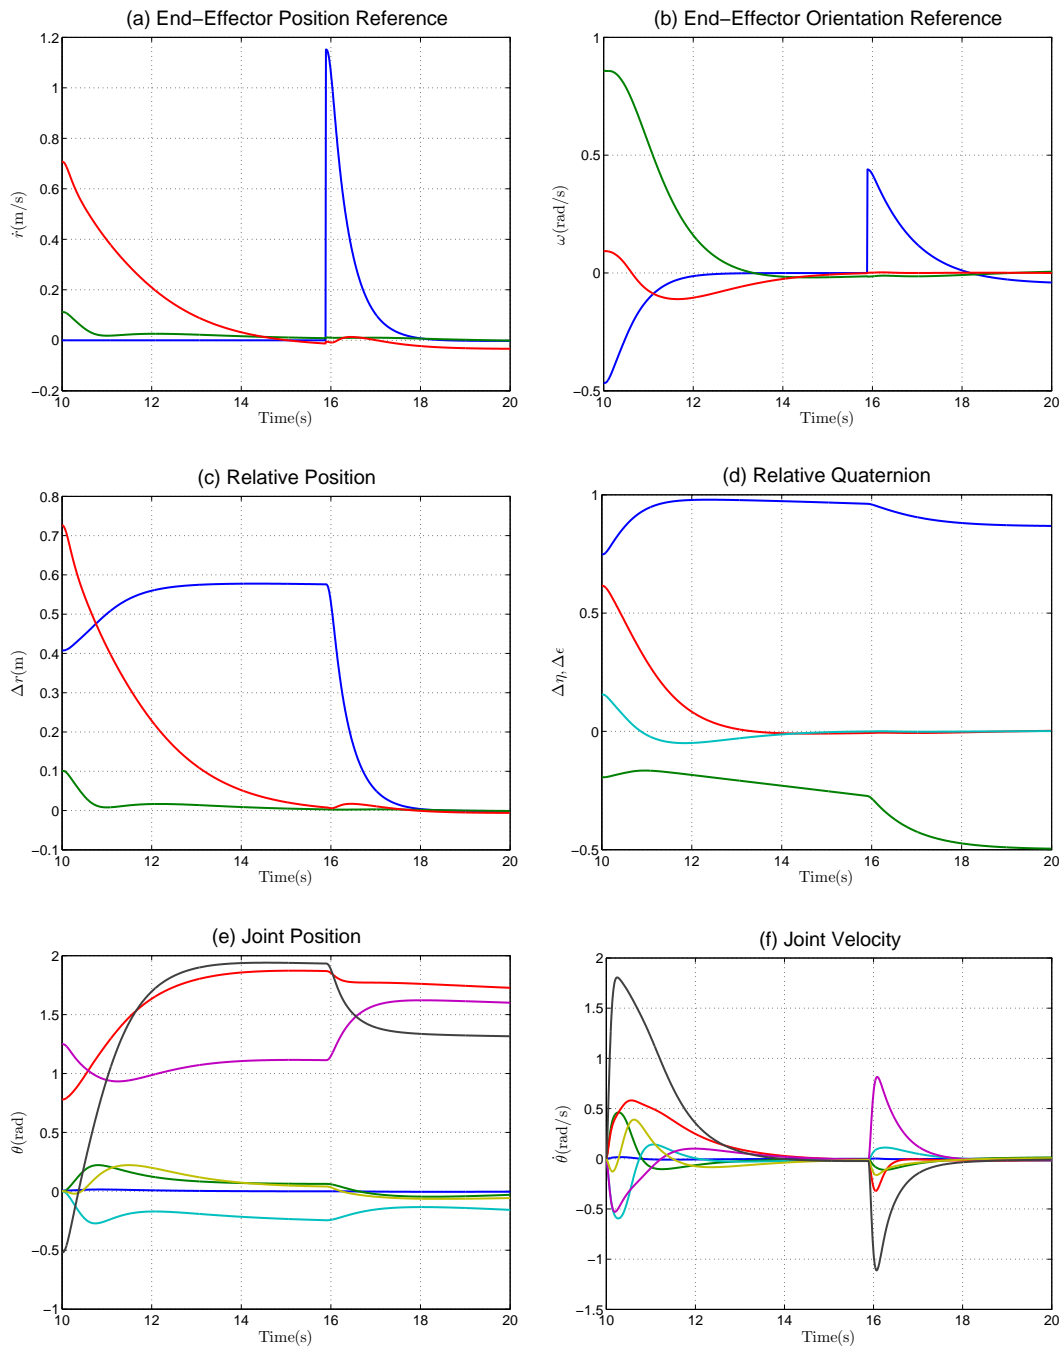 (a) End−Effector Position Reference
1.2
1
0.8
0.6
0.4
0.2
0
−0.2
10 12 14 16 18 20
ṙ(m/s)
Time(s)
(b) End−Effector Orientation Reference
1
0.5
0
−0.5
10 12 14 16 18 20
ω(rad/s)
Time(s)
(c) Relative Position
0.8
0.7
0.6
0.5
0.4
0.3
0.2
0.1
0
−0.1
10 12 14 16 18 20
Δr(m)
Time(s)
(d) Relative Quaternion
1
0.5
0
−0.5
10 12 14 16 18 20
Δη, Δϵ
Time(s)
(e) Joint Position
2
1.5
1
0.5
0
−0.5
−1
10 12 14 16 18 20
θ(rad)
Time(s)
(f) Joint Velocity
2
1.5
1
0.5
0
−0.5
−1
−1.5
10 12 14 16 18 20
θ̇(rad/s)
Time(s)